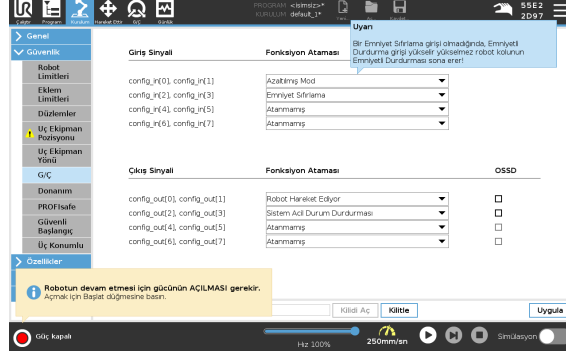 PROGRAM <isimsiz>*
KURULUM default_1*
55E2
2D97
Çalıştır
Program
Kurulum
Hareket Ettir
G/Ç
Günlük
Yeni...
Aç...
Kaydet...
Uyarı
Bir Emniyet Sıfırlama girişi olmadığında, Emniyetli
Durdurma girişi yükselir yükselmez robot kolunun
Emniyetli Durdurması sona erer!
Genel
Güvenlik
Robot
Limitleri
Eklem
Limitleri
Düzlemler
Uç Ekipman
Pozisyonu
Uç Ekipman
Yönü
G/Ç
Donanım
PROFIsafe
Güvenli
Başlangıç
Üç Konumlu
Özellikler
Giriş Sinyali
Fonksiyon Ataması
config_in[0], config_in[1]
Azaltılmış Mod
config_in[2], config_in[3]
Emniyet Sıfırlama
config_in[4], config_in[5]
Atanmamış
config_in[6], config_in[7]
Atanmamış
Çıkış Sinyali
Fonksiyon Ataması
OSSD
config_out[0], config_out[1]
Robot Hareket Ediyor
config_out[2], config_out[3]
Sistem Acil Durum Durdurması
config_out[4], config_out[5]
Atanmamış
config_out[6], config_out[7]
Atanmamış
Robotun devam etmesi için gücünün AÇILMASI gerekir.
Açmak için Başlat düğmesine basın.
Kilidi Aç
Kilitle
Uygula
Güç kapalı
Hız 100%
250mm/sn
Simülasyon